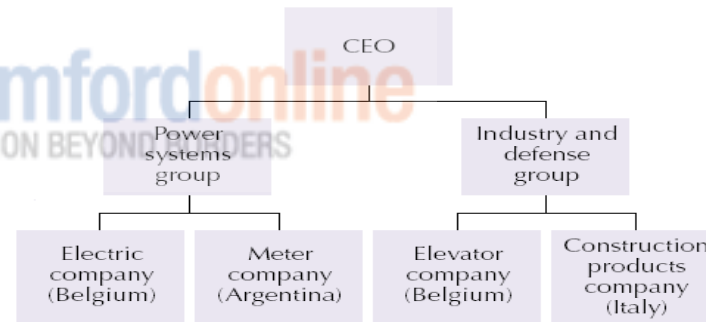 CEO
mfordonline
ON BEYOND BORDERS
Power
systems
group
Industry and
defense
group
Electric
company
(Belgium)
Meter
company
(Argentina)
Elevator
company
(Belgium)
Construction
products
company
(Italy)